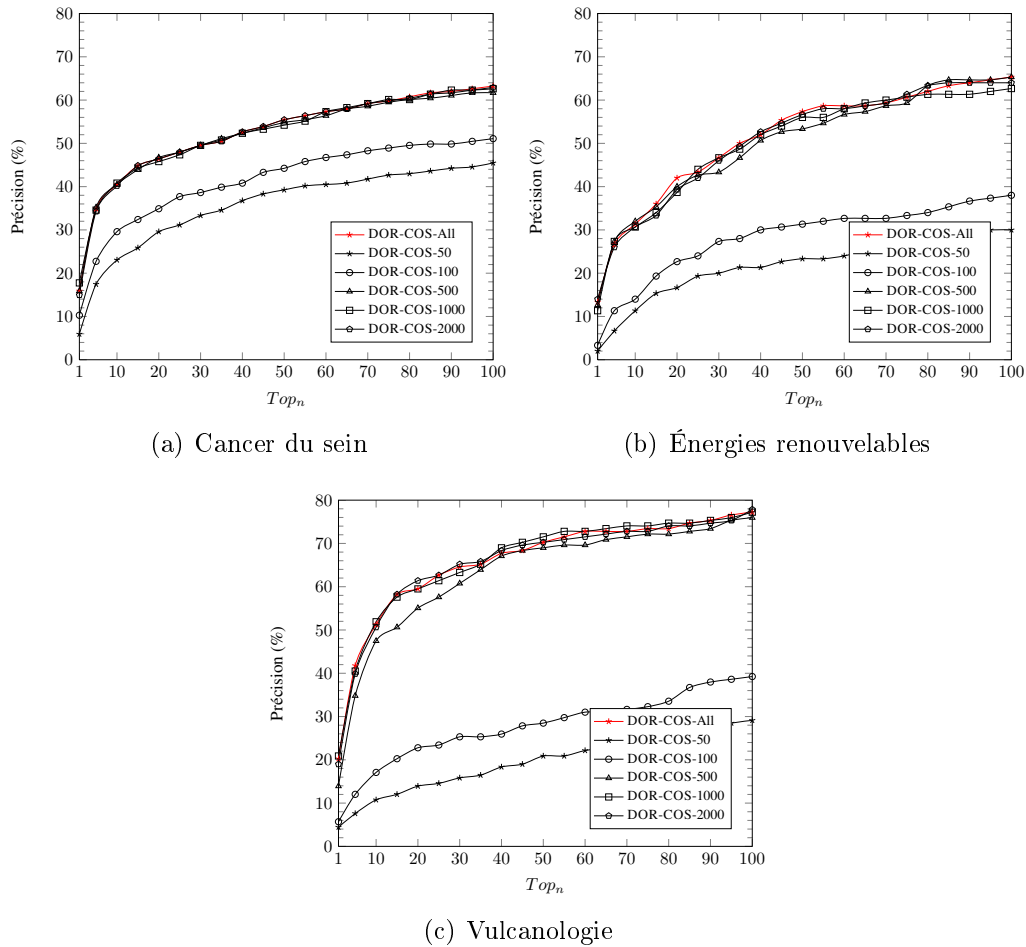 80
70
60
50
40
30
20
10
0
Précision (%)
1 10 20 30 40 50 60 70 80 90 100
Top_n
DOR-COS-All
DOR-COS-50
DOR-COS-100
DOR-COS-500
DOR-COS-1000
DOR-COS-2000
(a) Cancer du sein
80
70
60
50
40
30
20
10
0
Précision (%)
1 10 20 30 40 50 60 70 80 90 100
Top_n
DOR-COS-All
DOR-COS-50
DOR-COS-100
DOR-COS-500
DOR-COS-1000
DOR-COS-2000
(b) Énergies renouvelables
80
70
60
50
40
30
20
10
0
Précision (%)
1 10 20 30 40 50 60 70 80 90 100
Top_n
DOR-COS-All
DOR-COS-50
DOR-COS-100
DOR-COS-500
DOR-COS-1000
DOR-COS-2000
(c) Vulcanologie